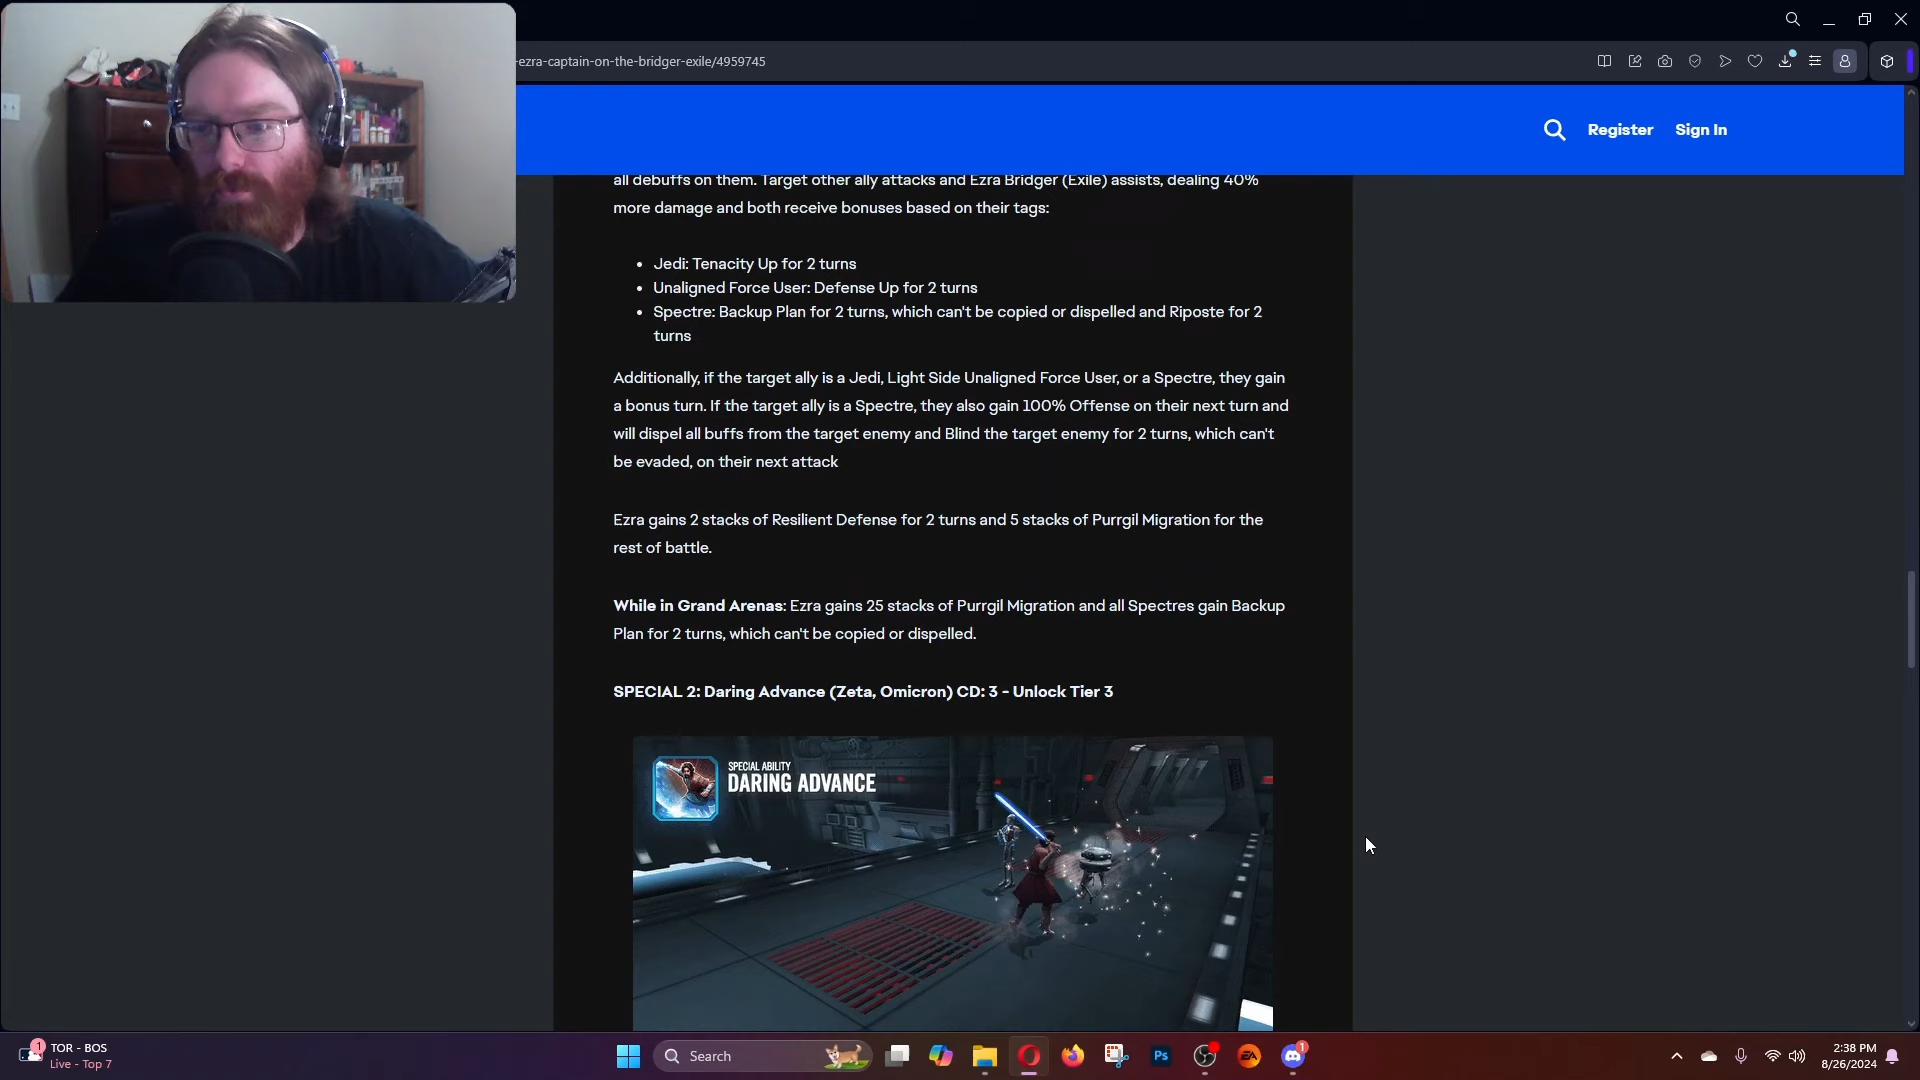 -ezra-captain-on-the-bridger-exile/4959745
Register
Sign In
all debuffs on them. Target other ally attacks and Ezra Bridger (Exile) assists, dealing 40%
more damage and both receive bonuses based on their tags:
• Jedi: Tenacity Up for 2 turns
• Unaligned Force User: Defense Up for 2 turns
• Spectre: Backup Plan for 2 turns, which can't be copied or dispelled and Riposte for 2
turns
Additionally, if the target ally is a Jedi, Light Side Unaligned Force User, or a Spectre, they gain
a bonus turn. If the target ally is a Spectre, they also gain 100% Offense on their next turn and
will dispel all buffs from the target enemy and Blind the target enemy for 2 turns, which can't
be evaded, on their next attack
Ezra gains 2 stacks of Resilient Defense for 2 turns and 5 stacks of Purrgil Migration for the
rest of battle.
While in Grand Arenas: Ezra gains 25 stacks of Purrgil Migration and all Spectres gain Backup
Plan for 2 turns, which can't be copied or dispelled.
SPECIAL 2: Daring Advance (Zeta, Omicron) CD: 3 - Unlock Tier 3
SPECIAL ABILITY
DARING ADVANCE
1
TOR - BOS
Live - Top 7
Search
Ps
EA
1
2:38 PM
8/26/2024